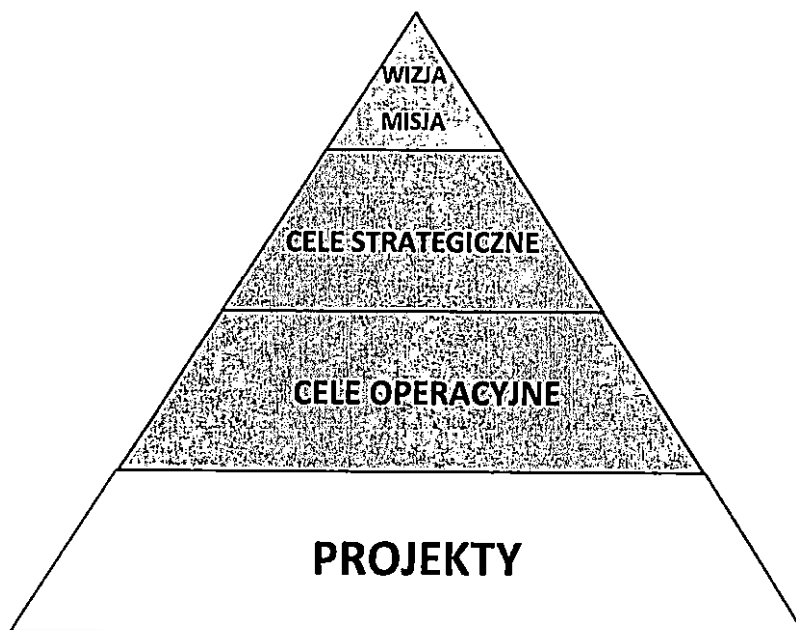 WIZJA
MISJA
CELE STRATEGICZNE
CELE OPERACYJNE
PROJEKTY